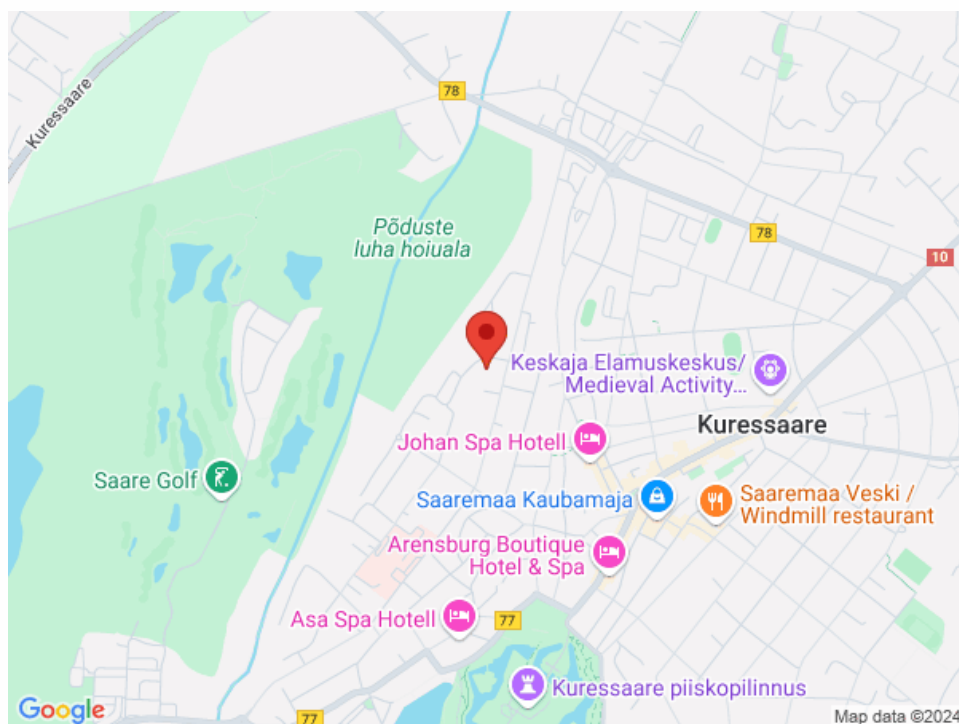 Kuressaare
78
Põduste
luha hoiuala
78
10
Keskaja Elamuskeskus/
Medieval Activity...
Kuressaare
Johan Spa Hotell
Saare Golf
Saaremaa Kaubamaja
Saaremaa Veski /
Windmill restaurant
Arensburg Boutique
Hotel & Spa
Asa Spa Hotell
77
Kuressaare piiskopilinnus
Google
77
Map data ©2024